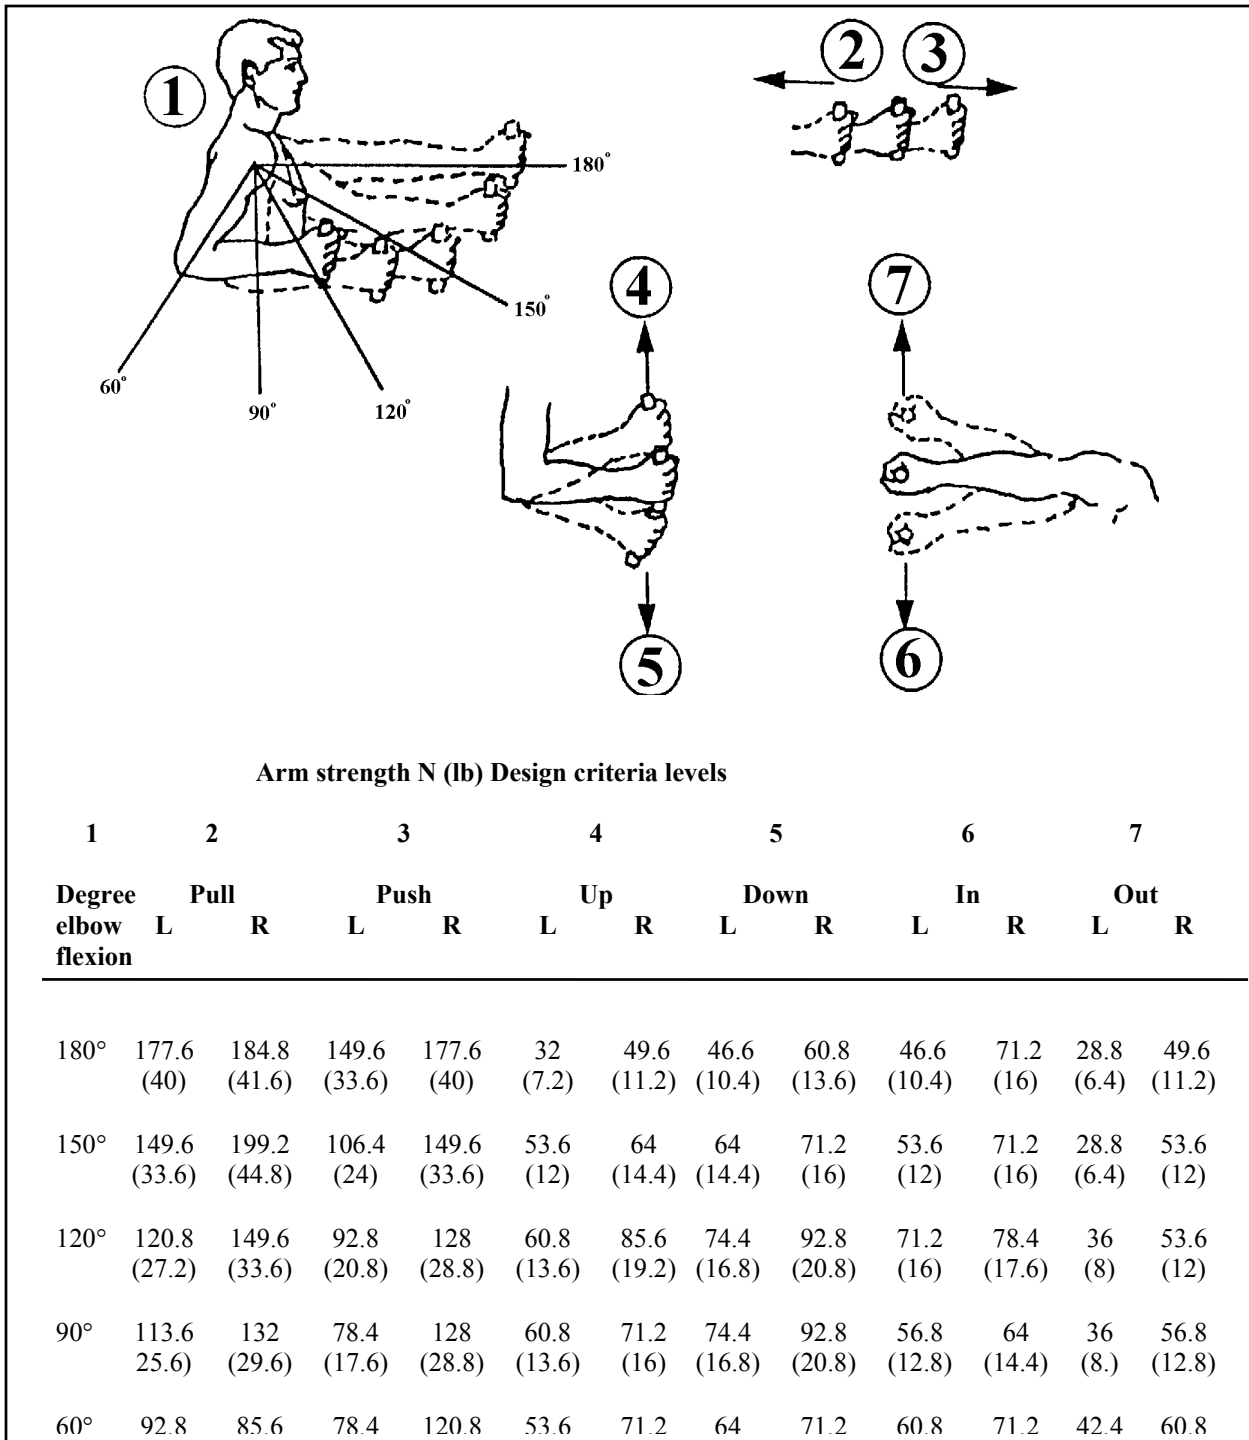 1
2 3
180°
4 7
150°
60°
90° 120°
5 6
Arm strength N (lb) Design criteria levels
1 2 3 4 5 6 7
Degree Pull Push Up Down In Out
elbow L R L R L R L R L R L R
flexion
180° 177.6 184.8 149.6 177.6 32 49.6 46.6 60.8 46.6 71.2 28.8 49.6
(40) (41.6) (33.6) (40) (7.2) (11.2) (10.4) (13.6) (10.4) (16) (6.4) (11.2)
150° 149.6 199.2 106.4 149.6 53.6 64 64 71.2 53.6 71.2 28.8 53.6
(33.6) (44.8) (24) (33.6) (12) (14.4) (14.4) (16) (12) (16) (6.4) (12)
120° 120.8 149.6 92.8 128 60.8 85.6 74.4 92.8 71.2 78.4 36 53.6
(27.2) (33.6) (20.8) (28.8) (13.6) (19.2) (16.8) (20.8) (16) (17.6) (8) (12)
90° 113.6 132 78.4 128 60.8 71.2 74.4 92.8 56.8 64 36 56.8
25.6) (29.6) (17.6) (28.8) (13.6) (16) (16.8) (20.8) (12.8) (14.4) (8.) (12.8)
60° 92.8 85.6 78.4 120.8 53.6 71.2 64 71.2 60.8 71.2 42.4 60.8